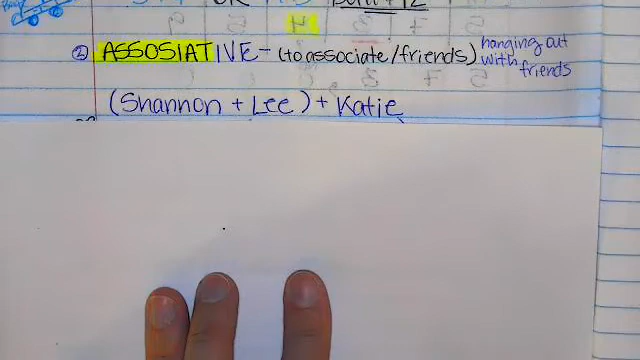 ② ASSOSIATIVE - (to associate/friends) hanging out with friends
(Shannon + Lee) + Katie